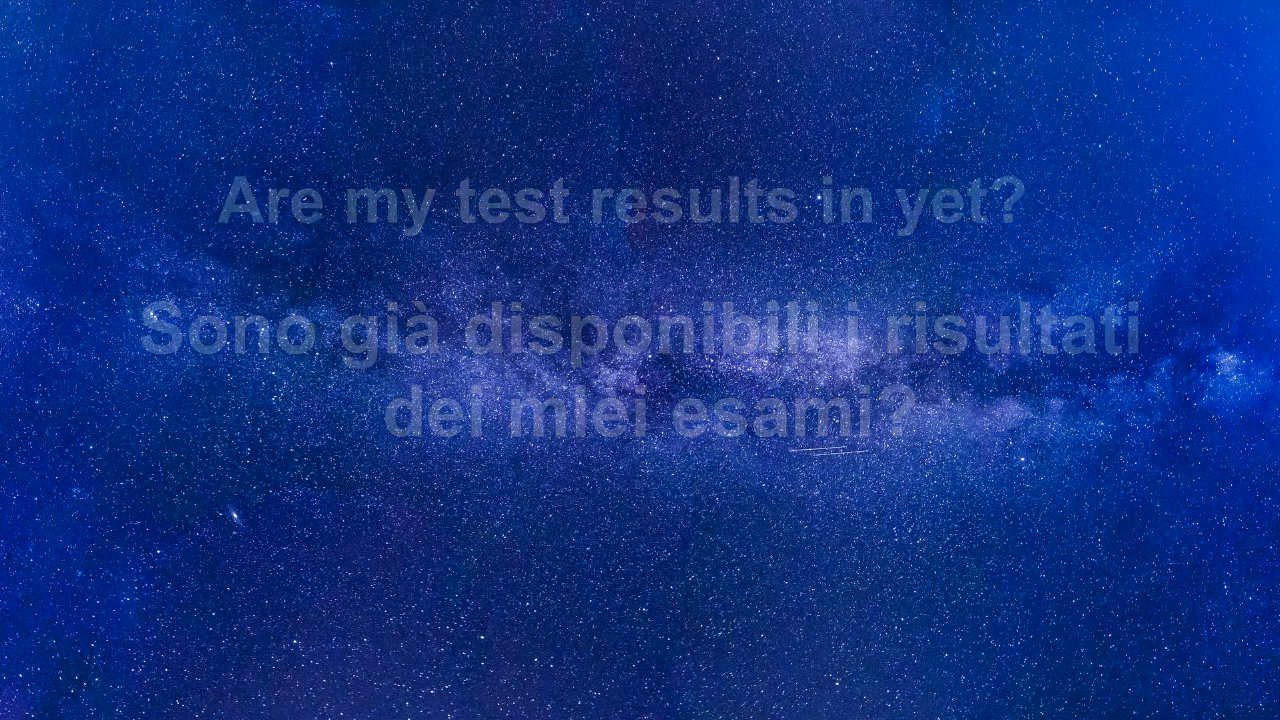 Are my test results in yet?
Sono già disponibili i risultati
dei miei esami?